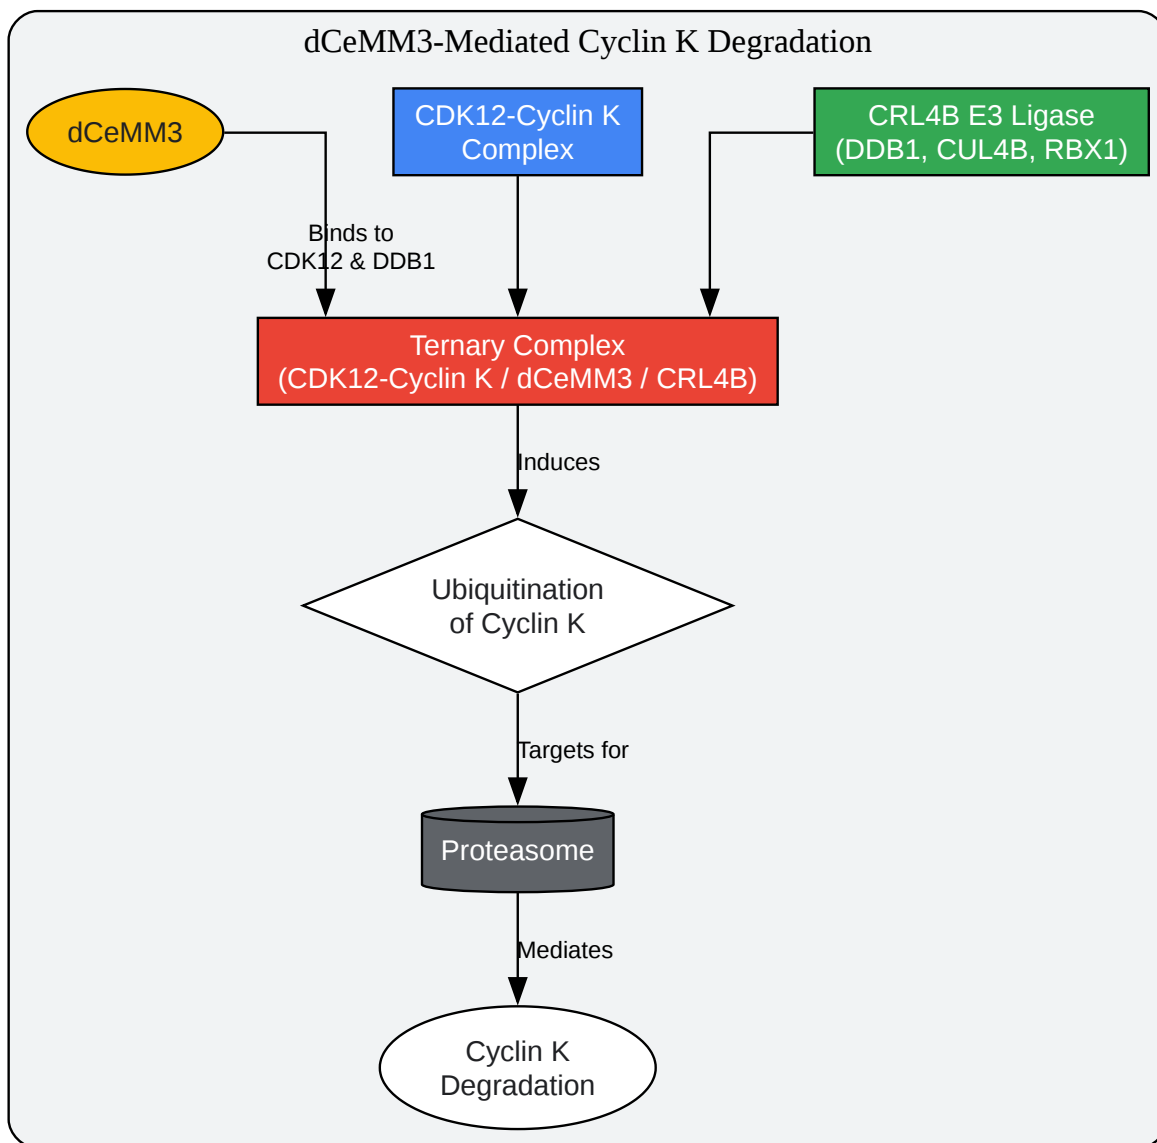 dCeMM3-Mediated Cyclin K Degradation
dCeMM3
CDK12-Cyclin K
Complex
CRL4B E3 Ligase
(DDB1, CUL4B, RBX1)
Binds to
CDK12 & DDB1
Ternary Complex
(CDK12-Cyclin K / dCeMM3 / CRL4B)
Induces
Ubiquitination
of Cyclin K
Targets for
Proteasome
Mediates
Cyclin K
Degradation